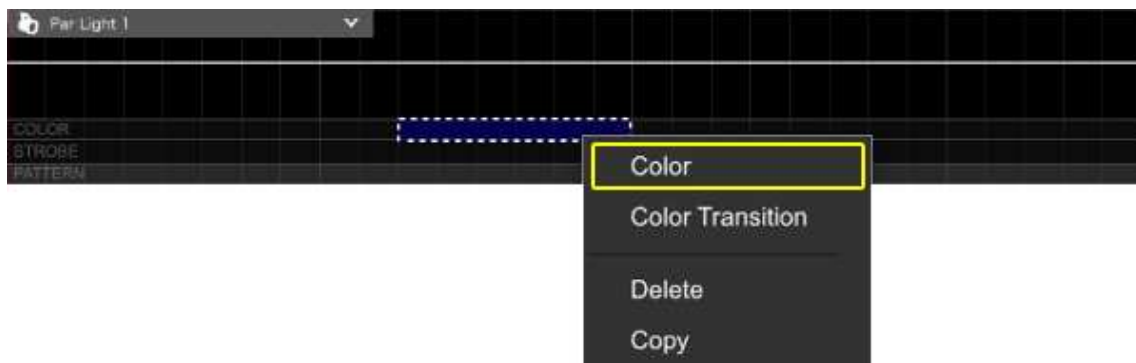 Par Light 1
COLOR
STROBE
PATTERN
Color
Color Transition
Delete
Copy